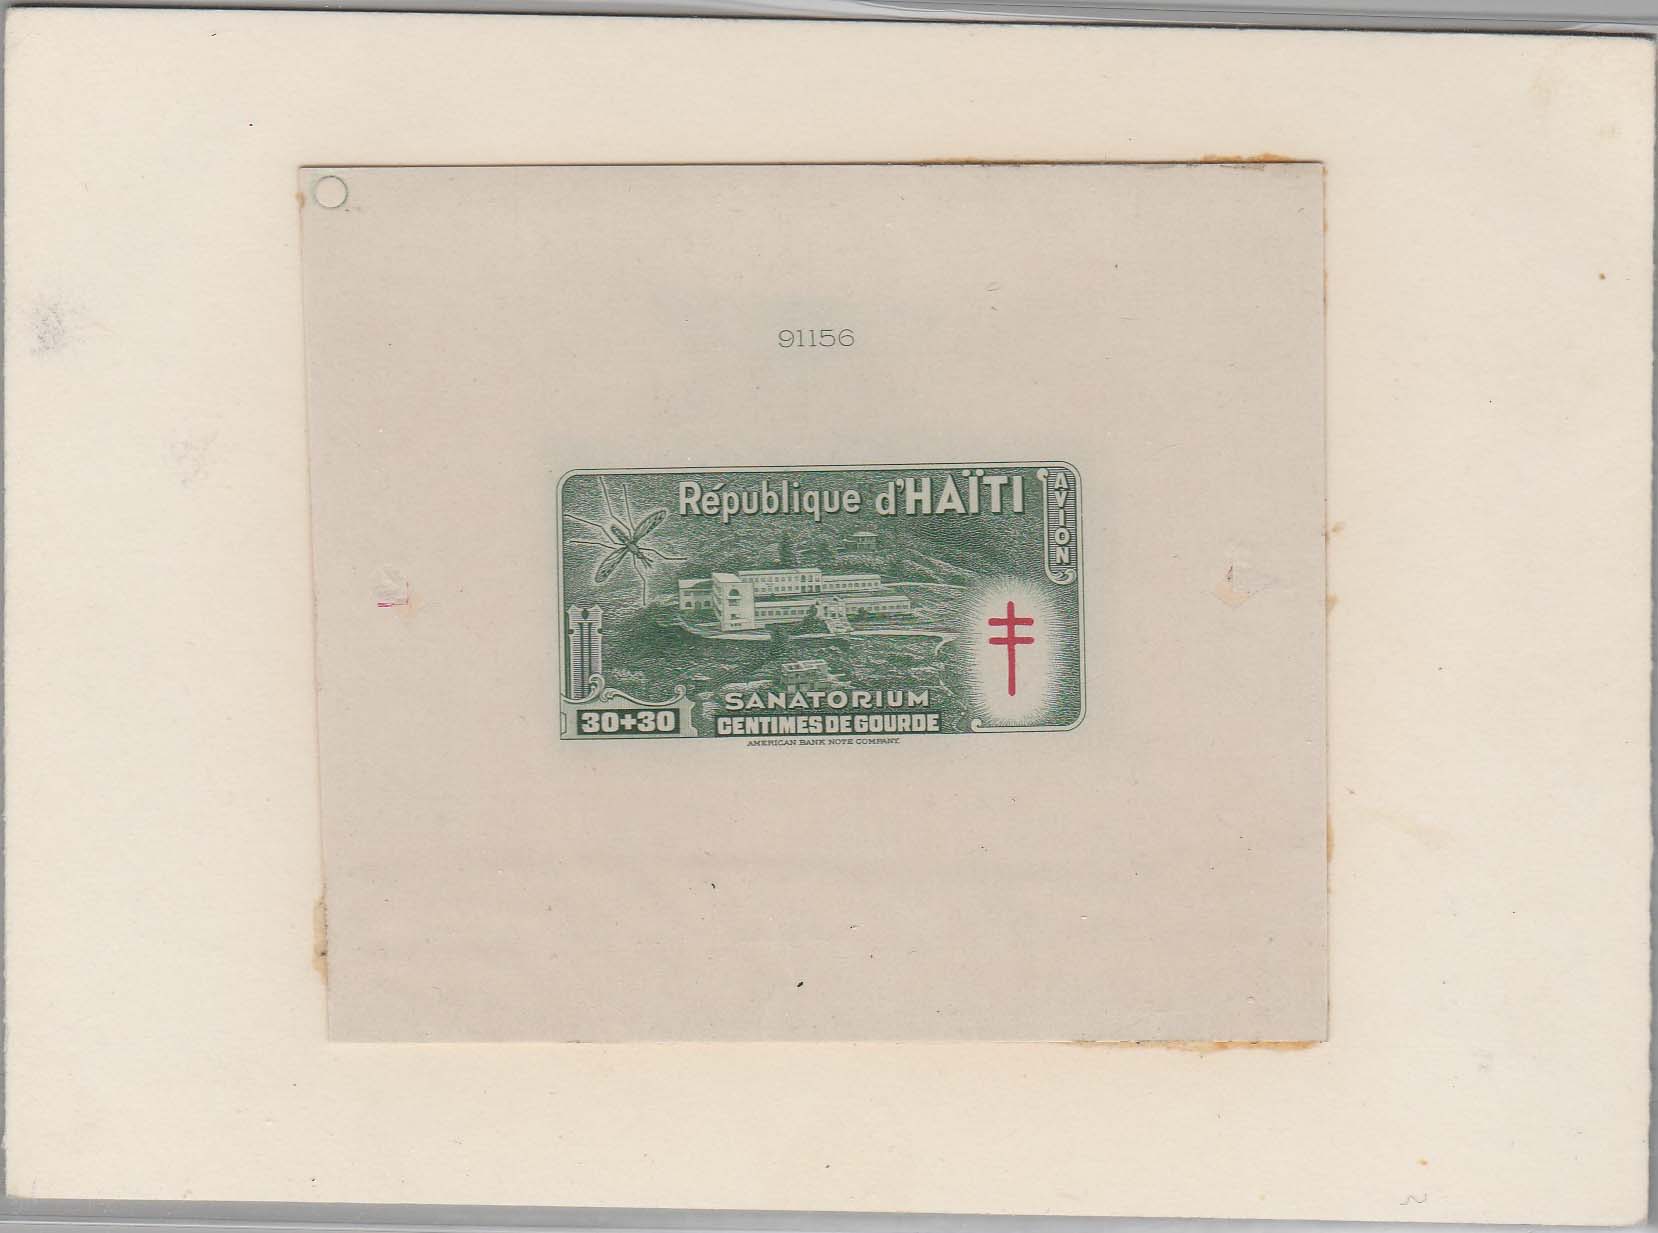 91156
République d'HAÏTI
AVION
SANATORIUM
30+30
CENTIMES DE GOURDE
AMERICAN BANK NOTE COMPANY.